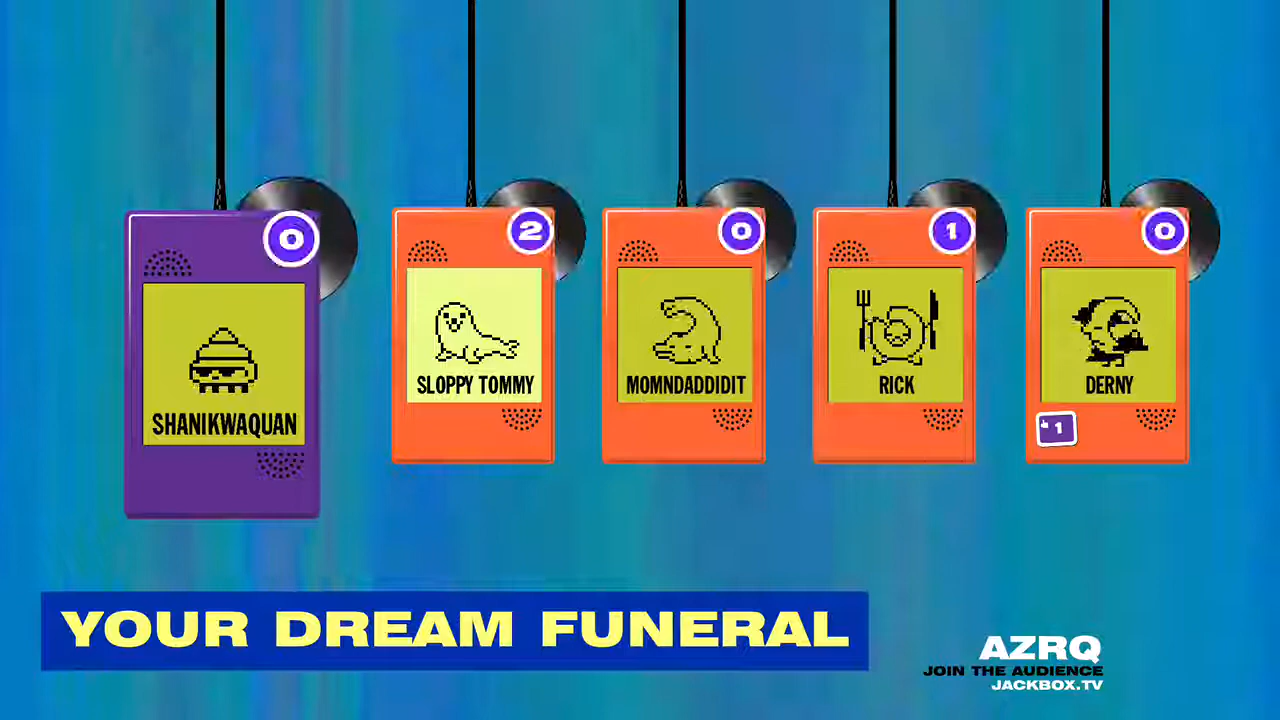 0
2
0
1
0
SHANIKWAQUAN
SLOPPY TOMMY
MOMNDADDIDIT
RICK
DERNY
1
YOUR DREAM FUNERAL
AZRQ
JOIN THE AUDIENCE
JACKBOX.TV